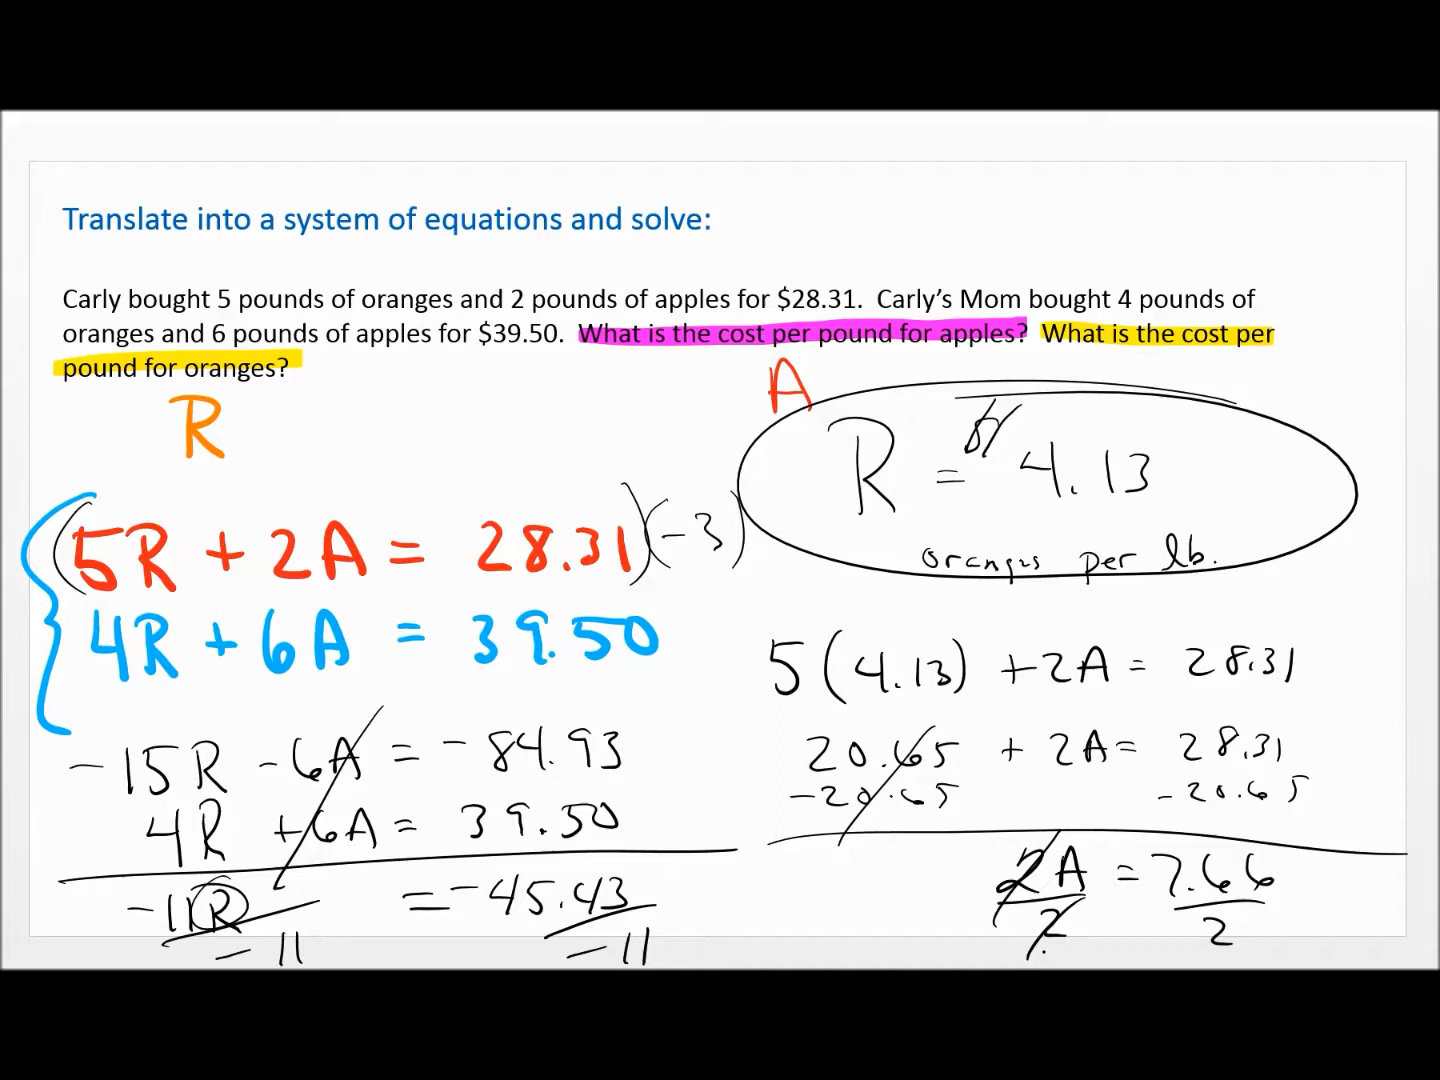 Translate into a system of equations and solve:
Carly bought 5 pounds of oranges and 2 pounds of apples for $28.31. Carly’s Mom bought 4 pounds of
oranges and 6 pounds of apples for $39.50. What is the cost per pound for apples? What is the cost per
pound for oranges?
A
R
R = 4.13
oranges per lb.
(5R + 2A = 28.31)(-3)
4R + 6A = 39.50
-15R -6A = -84.93
4R +6A = 39.50
-11R = -45.43
-11 -11
5(4.13) +2A = 28.31
20.65 + 2A = 28.31
-20.65 -20.65
2A = 7.66
2 2